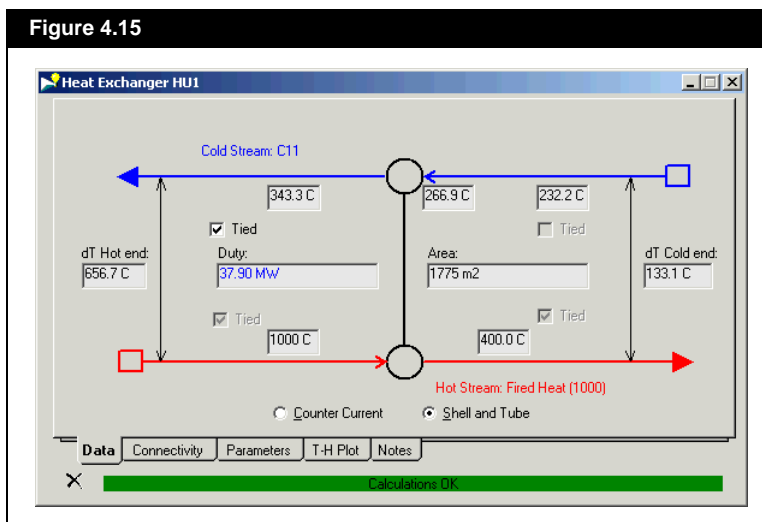 Figure 4.15
Heat Exchanger HU1
Cold Stream: C11
343.3 C 266.9 C 232.2 C
Tied Tied
dT Hot end: Duty: Area: dT Cold end:
656.7 C 37.90 MW 1775 m2 133.1 C
Tied Tied
1000 C 400.0 C
Hot Stream: Fired Heat (1000)
Counter Current Shell and Tube
Data Connectivity Parameters T-H Plot Notes
Calculations OK